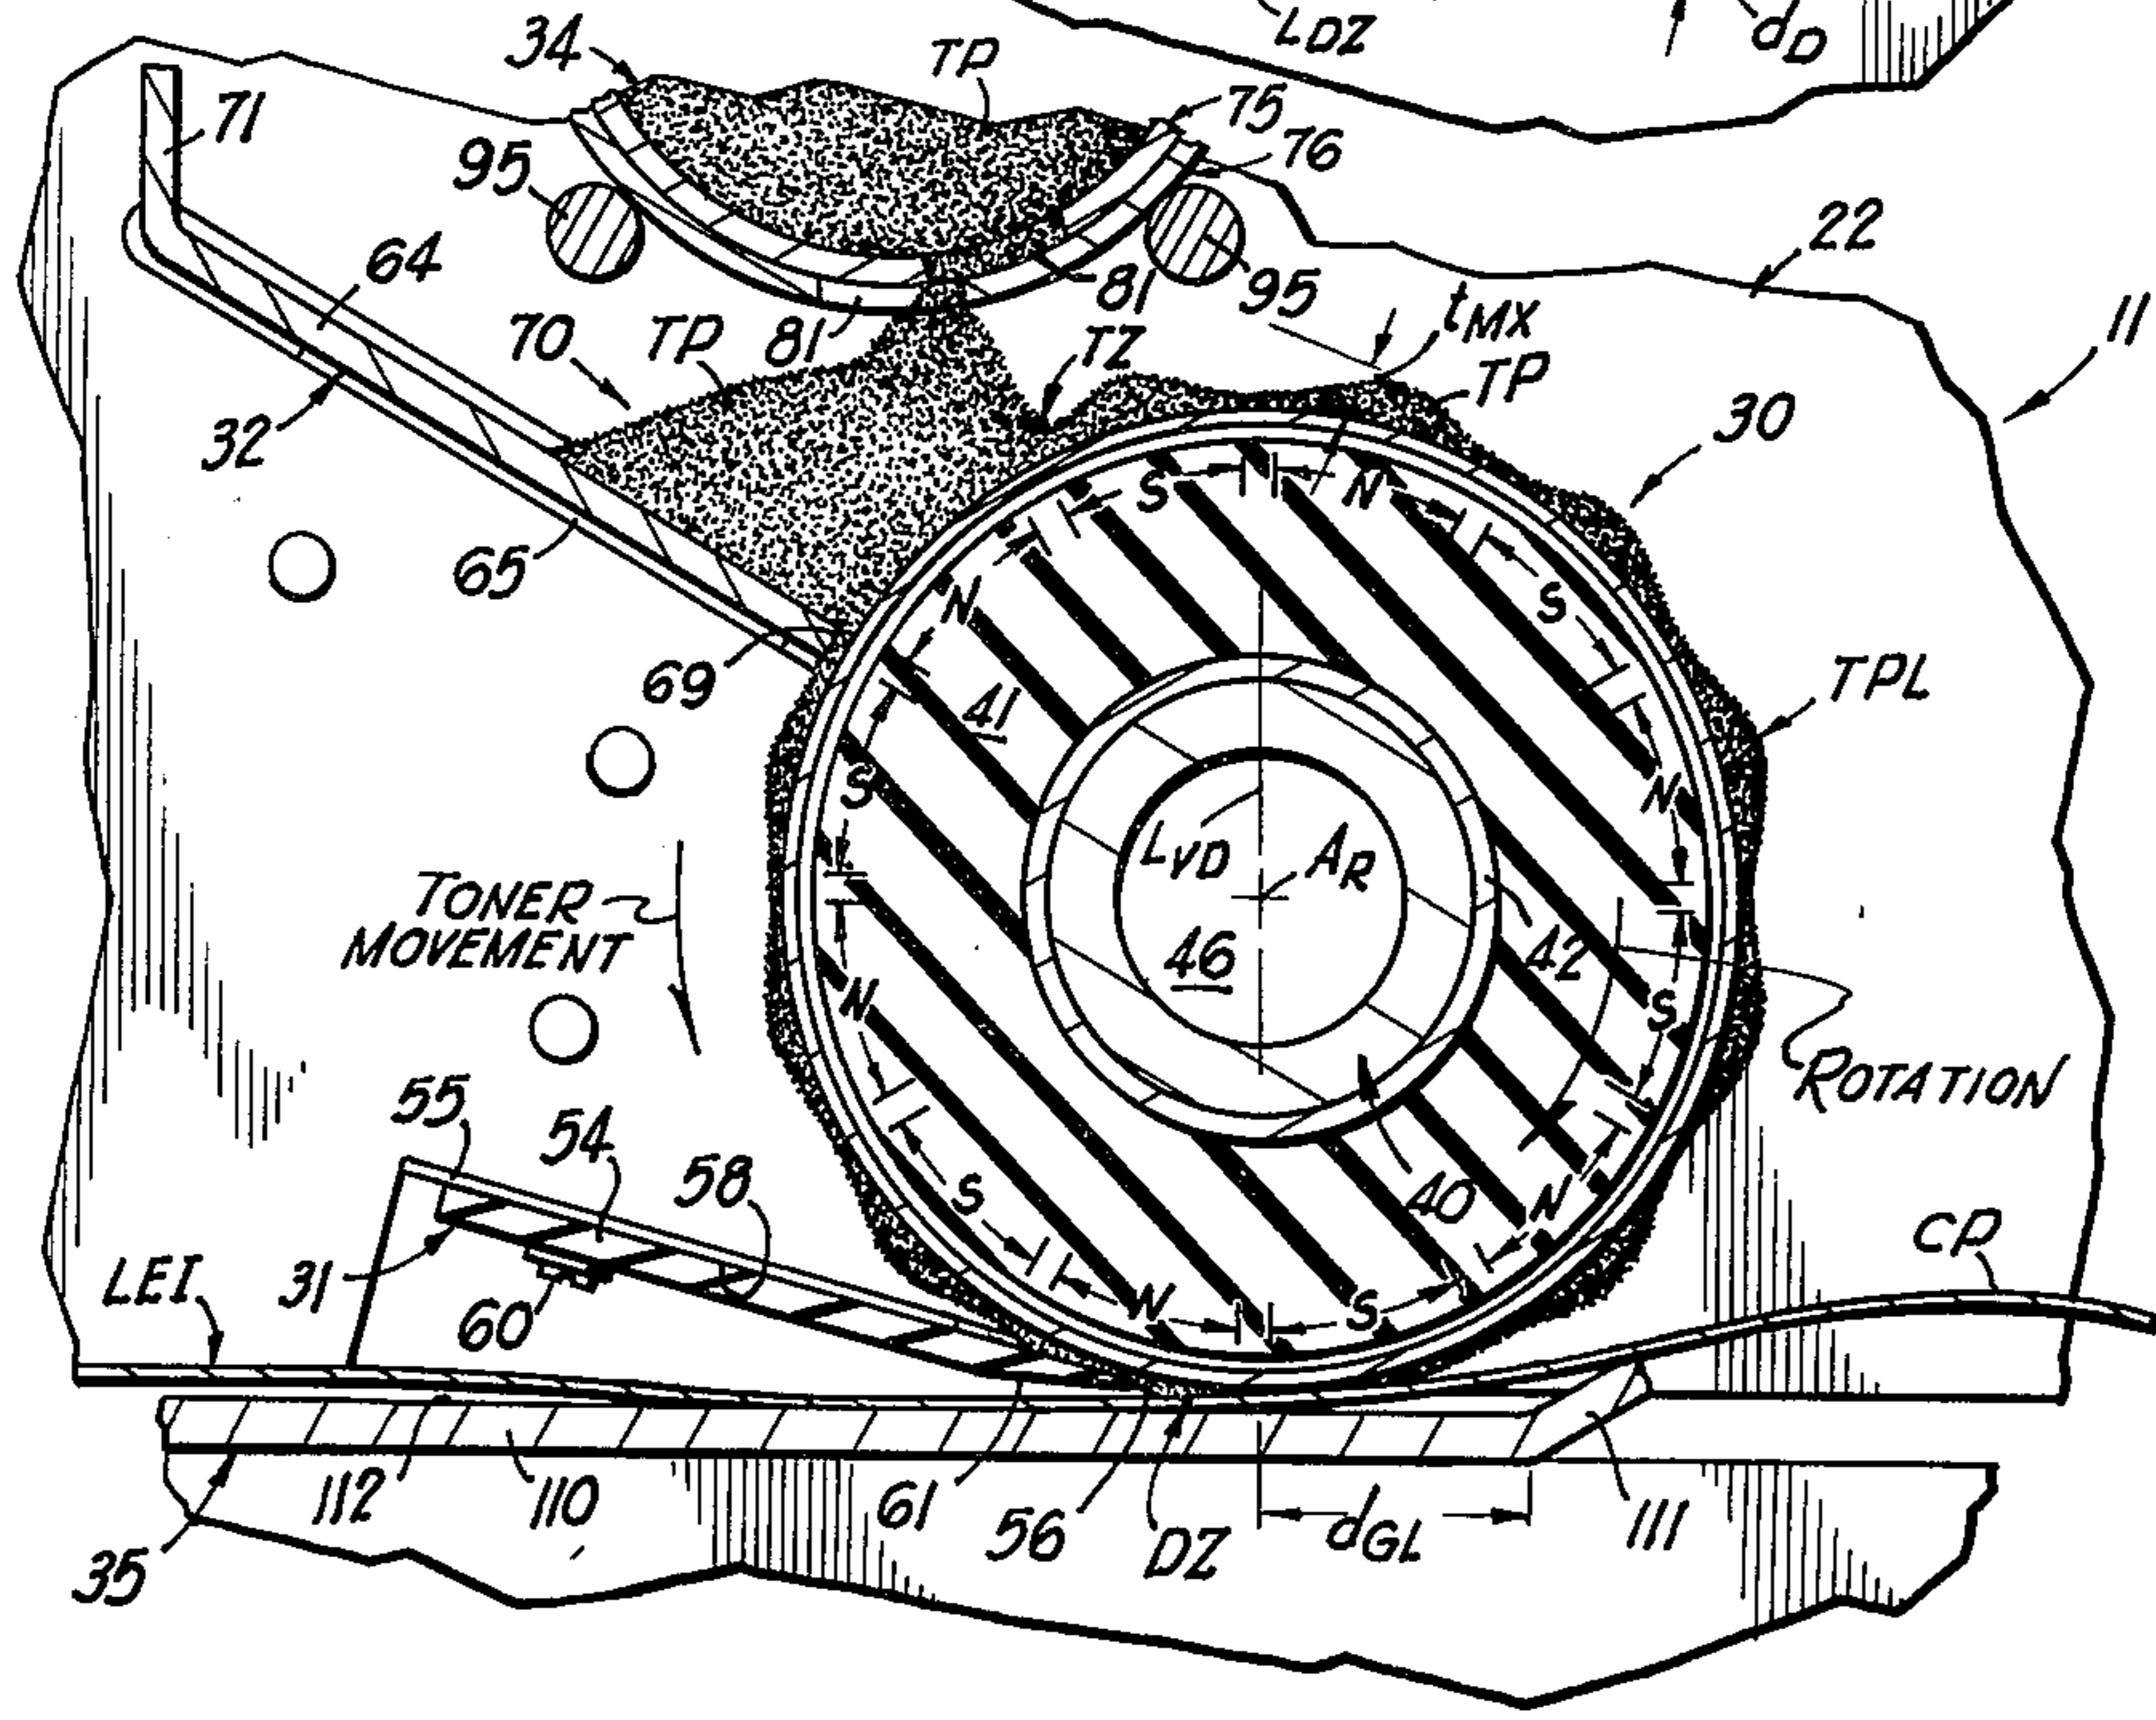 LDZ
dD
34
TP
75
76
71
95
22
64
81
95
tMX
11
70
TP
81
TZ
TP
32
30
S
N
65
N
S
69
41
TPL
S
N
LVD
AR
TONER
MOVEMENT
46
42
N
S
ROTATION
55
54
58
40
N
S
CP
LEI
31
60
N
S
112
110
61
56
DZ
dGL
111
35